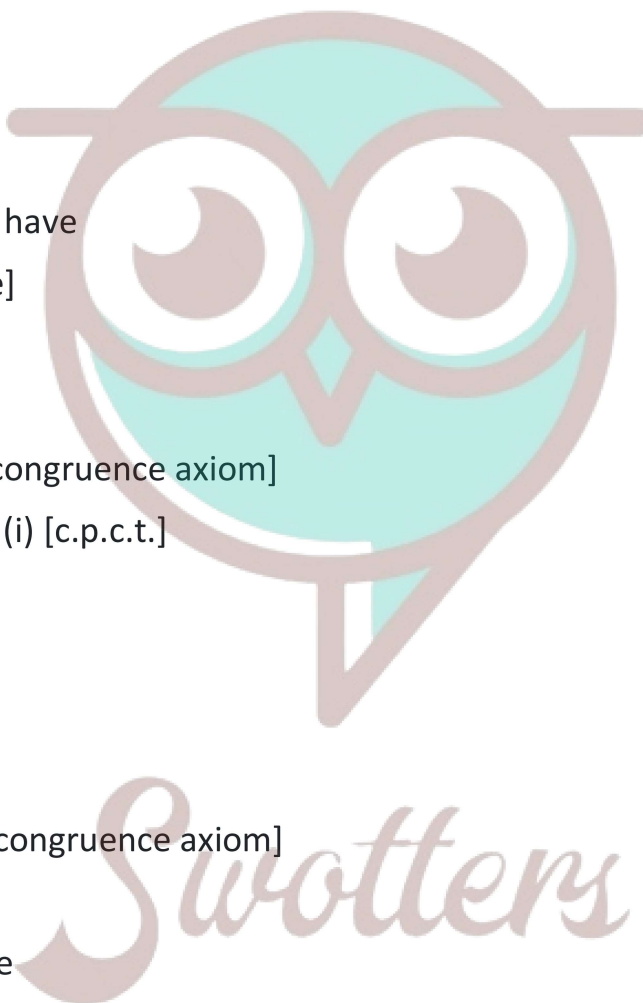 have
e]
congruence axiom]
(i) [c.p.c.t.]
congruence axiom]
Swotters
e